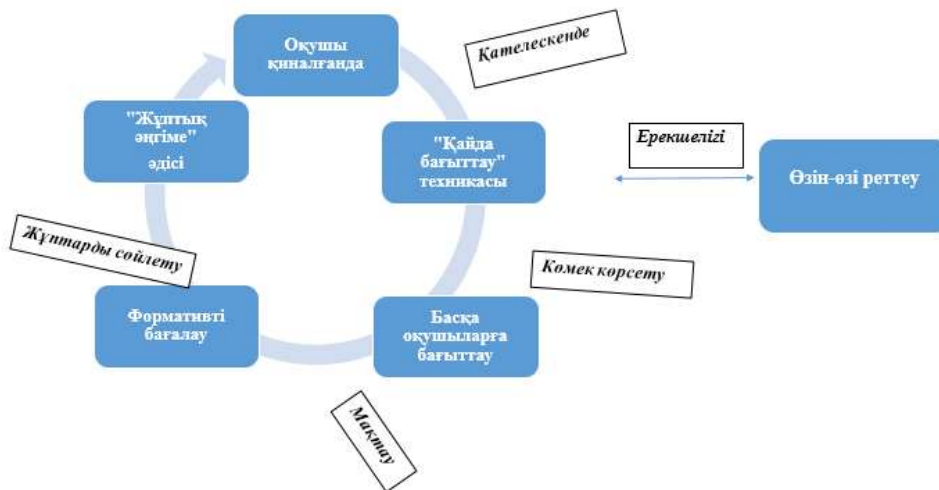 Оқушы
қиналғанда
Қателескенде
"Қайда
бағыттау"
техникасы
Ерекшелігі
Өзін-өзі реттеу
Көмек көрсету
Басқа
оқушыларға
бағыттау
Мақтау
Формативті
бағалау
Жұптарды сөйлету
"Жұптық
әңгіме"
әдісі